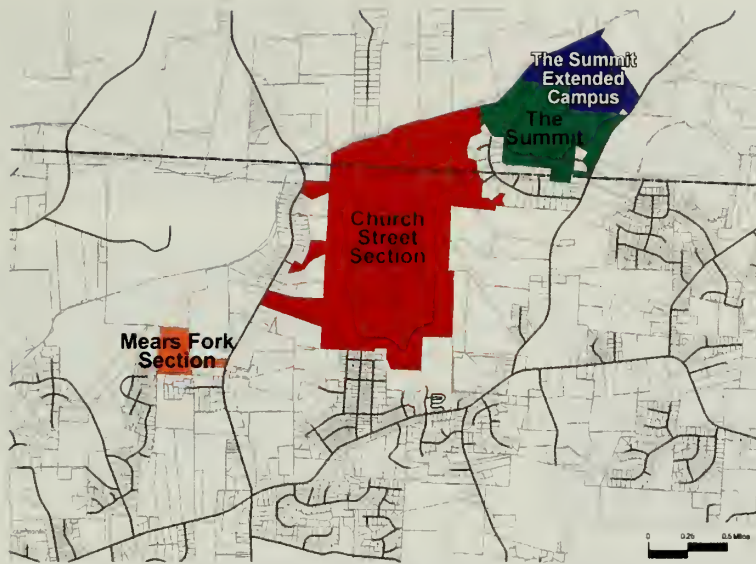 The Summit
Extended
Campus
The
Summit
Church
Street
Section
Mears Fork
Section
0 0.25 0.5 Miles